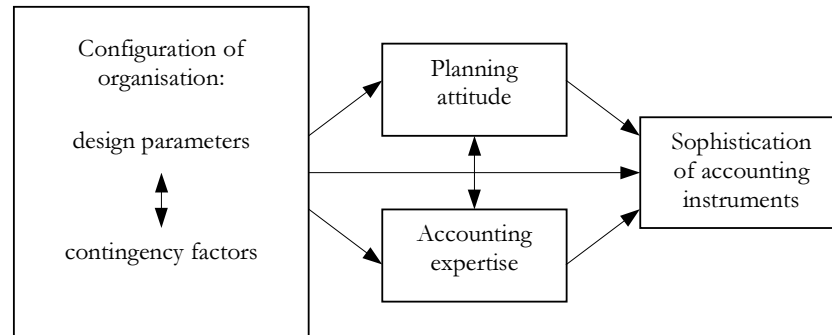 Configuration of
organisation:
design parameters
contingency factors
Planning
attitude
Accounting
expertise
Sophistication
of accounting
instruments